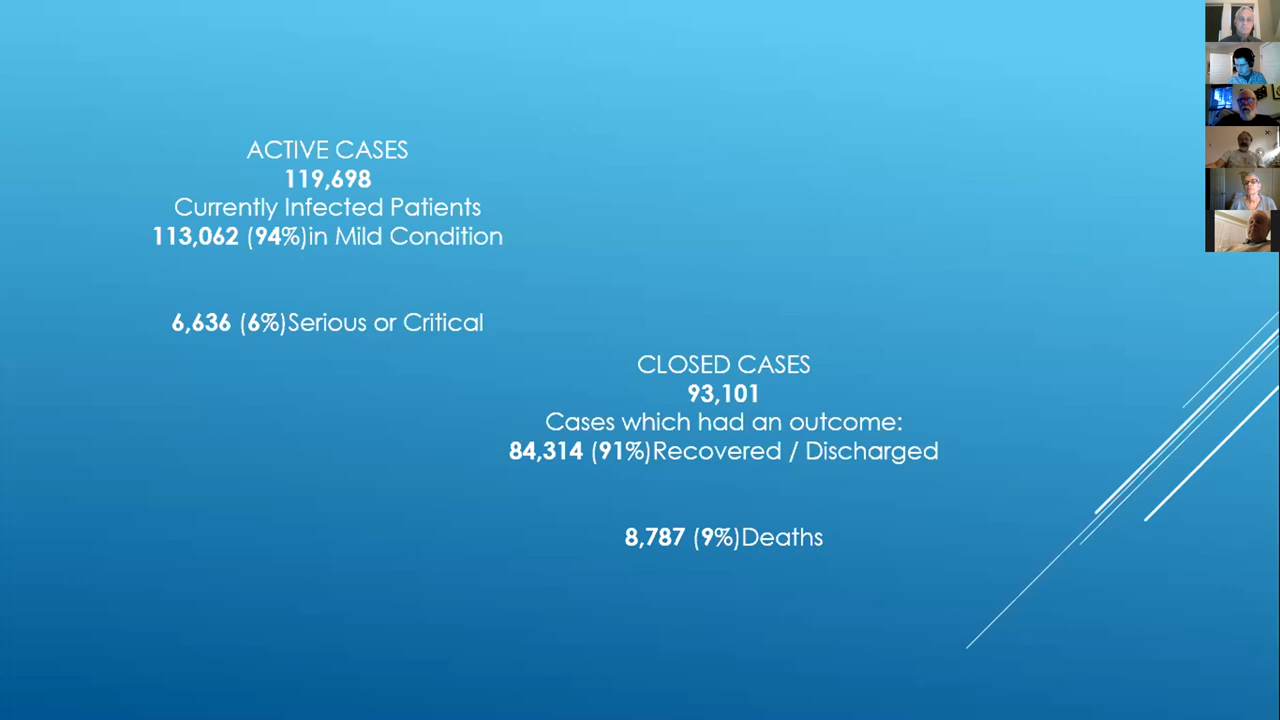 ACTIVE CASES
119,698
Currently Infected Patients
113,062 (94%)in Mild Condition
6,636 (6%)Serious or Critical
CLOSED CASES
93,101
Cases which had an outcome:
84,314 (91%)Recovered / Discharged
8,787 (9%)Deaths